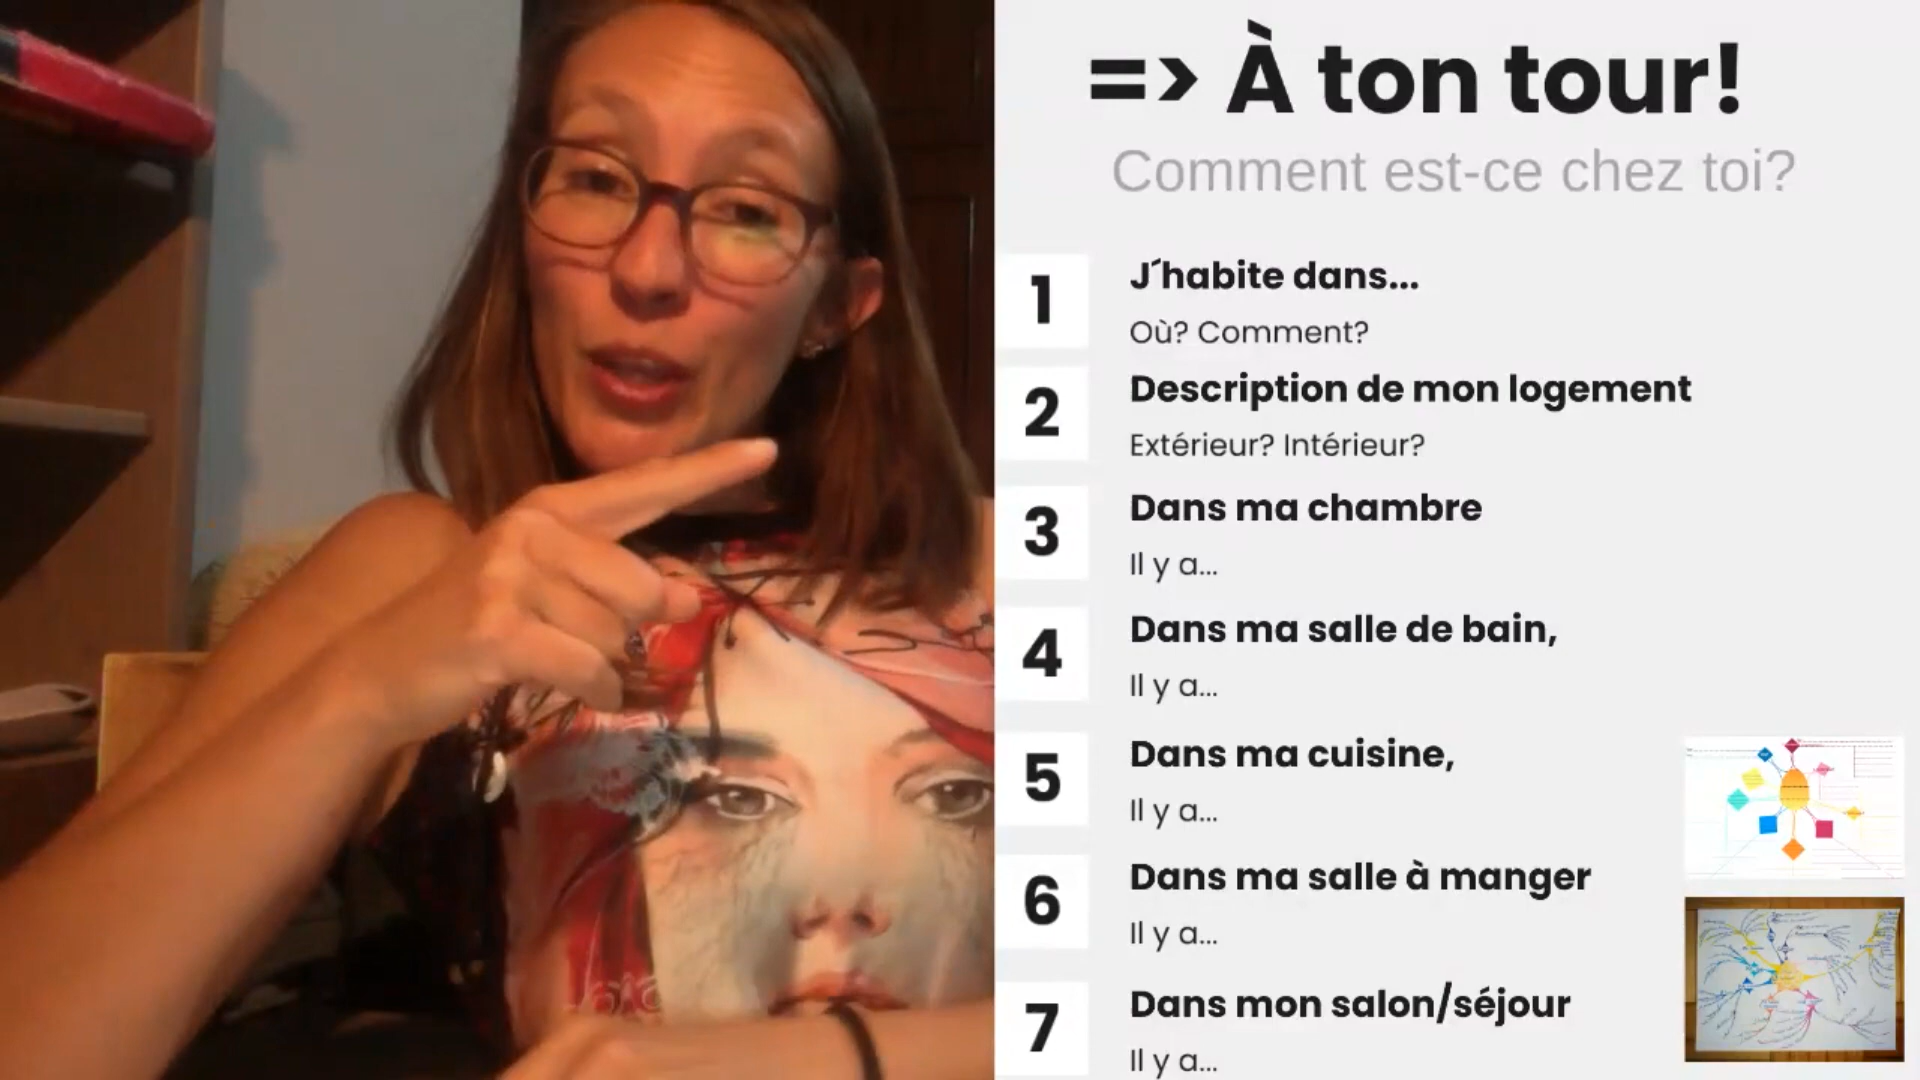 => À ton tour!
Comment est-ce chez toi?
1
J´habite dans...
Où? Comment?
2
Description de mon logement
Extérieur? Intérieur?
3
Dans ma chambre
Il y a...
4
Dans ma salle de bain,
Il y a...
5
Dans ma cuisine,
Il y a...
6
Dans ma salle à manger
Il y a...
7
Dans mon salon/séjour
Il y a...